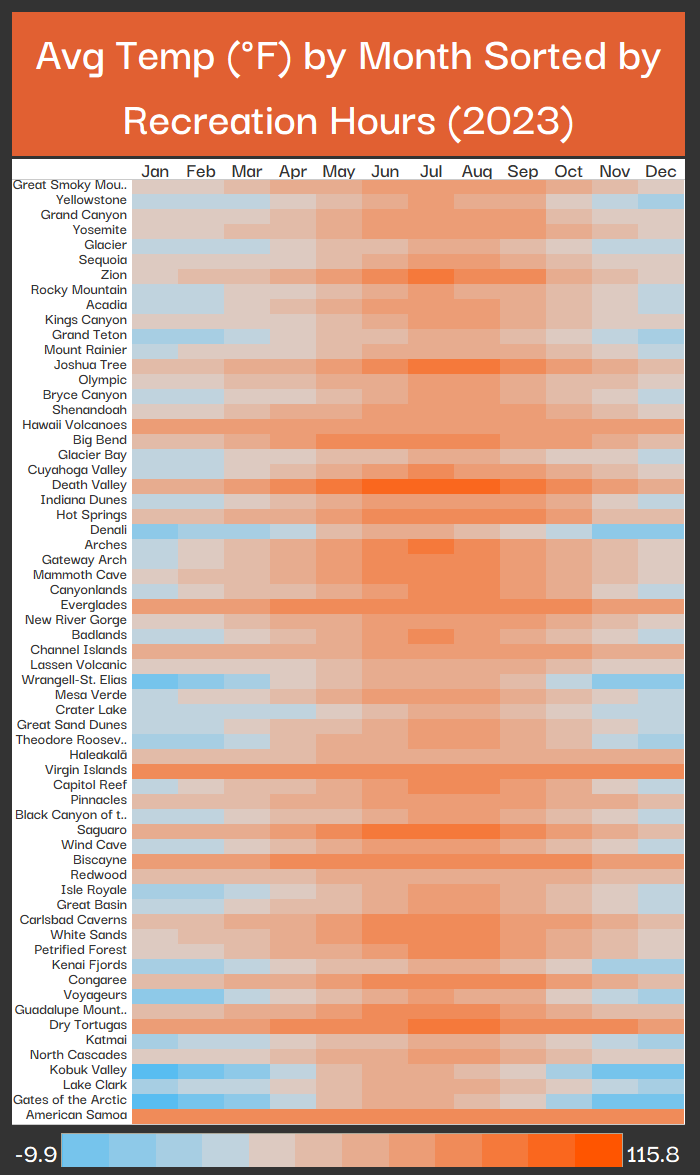 Avg Temp (°F) by Month Sorted by
Recreation Hours (2023)
Jan Feb Mar Apr May Jun Jul Aug Sep Oct Nov Dec
Great Smoky Mou..
Yellowstone
Grand Canyon
Yosemite
Glacier
Sequoia
Zion
Rocky Mountain
Acadia
Kings Canyon
Grand Teton
Mount Rainier
Joshua Tree
Olympic
Bryce Canyon
Shenandoah
Hawaii Volcanoes
Big Bend
Glacier Bay
Cuyahoga Valley
Death Valley
Indiana Dunes
Hot Springs
Denali
Arches
Gateway Arch
Mammoth Cave
Canyonlands
Everglades
New River Gorge
Badlands
Channel Islands
Lassen Volcanic
Wrangell-St. Elias
Mesa Verde
Crater Lake
Great Sand Dunes
Theodore Roosev..
Haleakalā
Virgin Islands
Capitol Reef
Pinnacles
Black Canyon of t..
Saguaro
Wind Cave
Biscayne
Redwood
Isle Royale
Great Basin
Carlsbad Caverns
White Sands
Petrified Forest
Kenai Fjords
Congaree
Voyageurs
Guadalupe Mount..
Dry Tortugas
Katmai
North Cascades
Kobuk Valley
Lake Clark
Gates of the Arctic
American Samoa
-9.9 115.8